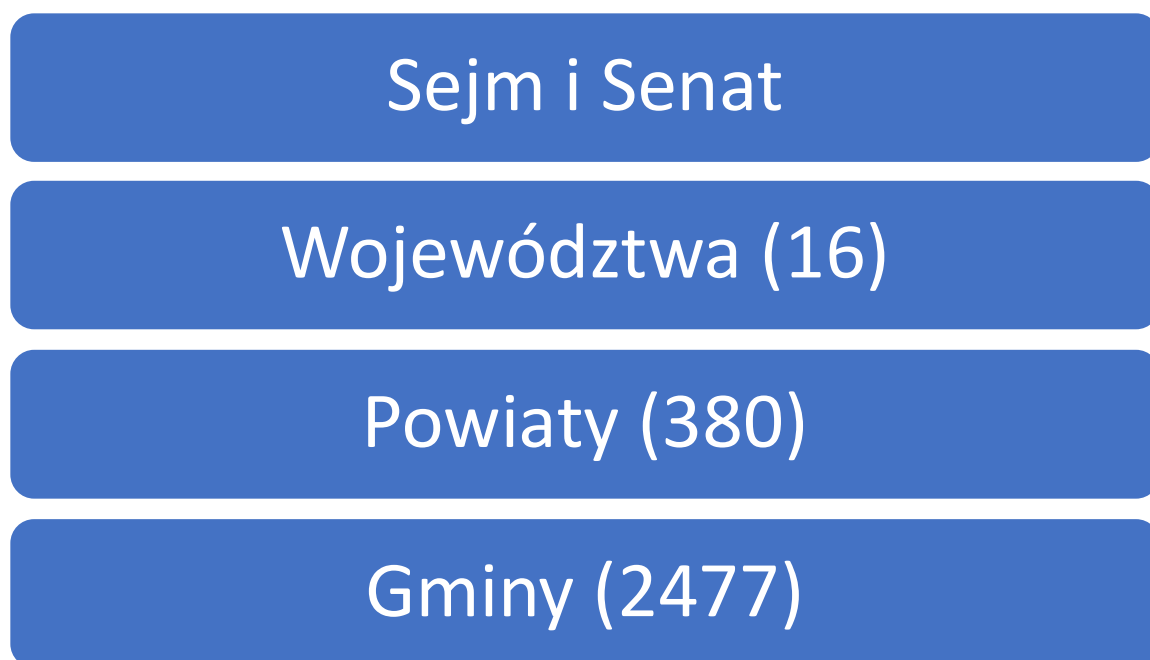 Sejm i Senat
Województwa (16)
Powiaty (380)
Gminy (2477)